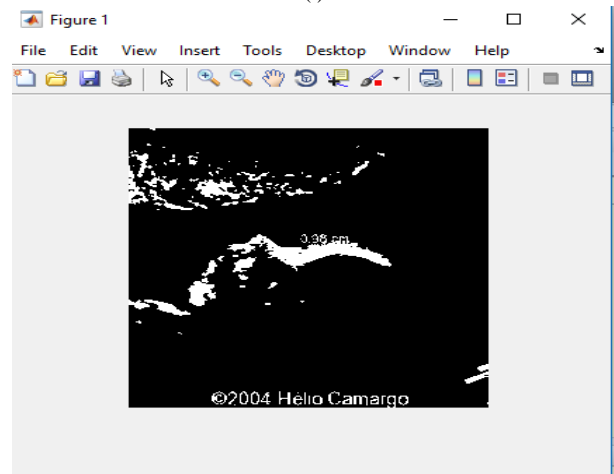 Figure 1
File Edit View Insert Tools Desktop Window Help
0.98 cm
©2004 Hélio Camargo